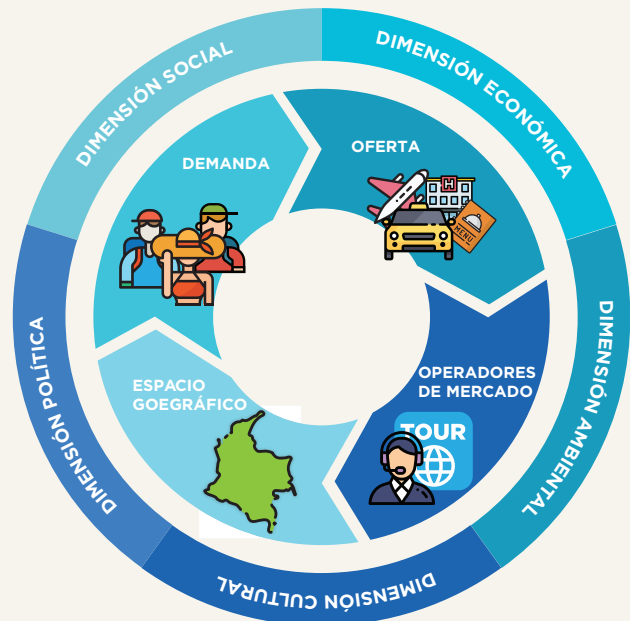 DIMENSIÓN SOCIAL
DIMENSIÓN ECONÓMICA
DIMENSIÓN AMBIENTAL
DIMENSIÓN CULTURAL
DIMENSIÓN POLÍTICA
DEMANDA
OFERTA
H
MENU
OPERADORES
DE MERCADO
TOUR
ESPACIO
GOEGRÁFICO